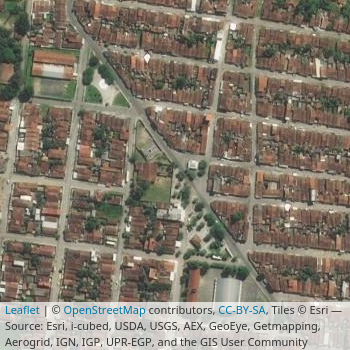 Leaflet | © OpenStreetMap contributors, CC-BY-SA, Tiles © Esri —
Source: Esri, i-cubed, USDA, USGS, AEX, GeoEye, Getmapping,
Aerogrid, IGN, IGP, UPR-EGP, and the GIS User Community